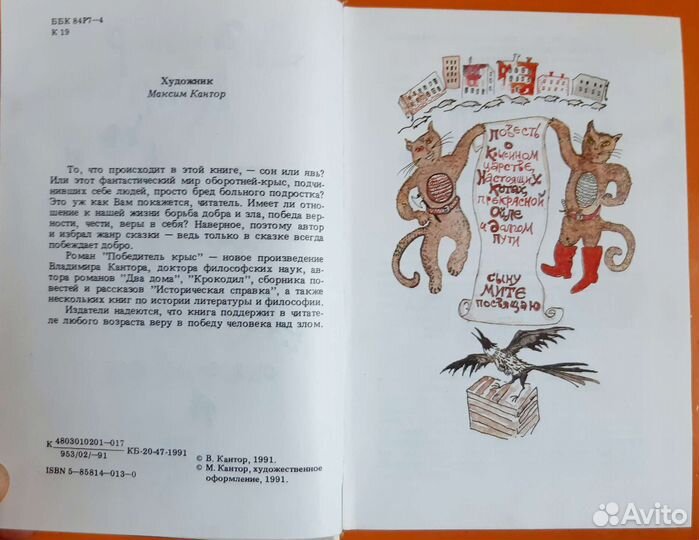 ББК 84Р7—4
К 19
Художник
Максим Кантор
То, что происходит в этой книге, — сон или явь?
Или этот фантастический мир оборотней-крыс, подчи-
нивших себе людей, просто бред больного подростка?
Это уж как Вам покажется, читатель. Имеет ли от-
ношение к нашей жизни борьба добра и зла, победа вер-
ности, чести, веры в себя? Наверное, поэтому автор
и избрал жанр сказки — ведь только в сказке всегда
побеждает добро.
Роман "Победитель крыс" — новое произведение
Владимира Кантора, доктора философских наук, ав-
тора романов "Два дома", "Крокодил", сборника по-
вестей и рассказов "Историческая справка", а также
нескольких книг по истории литературы и философии.
Издатели надеются, что книга поддержит в читате-
ле любого возраста веру в победу человека над злом.
К 4803010201—017
953/02/—91
КБ-20-47-1991
ISBN 5—85814—013—0
© В. Кантор, 1991.
© М. Кантор, художественное
оформление, 1991.
Повесть
о
Крысином
царстве,
Настоящих
котах,
прекрасной
Ойле
и дальном
пути
сыну
МИТЕ
посвящаю
Avito